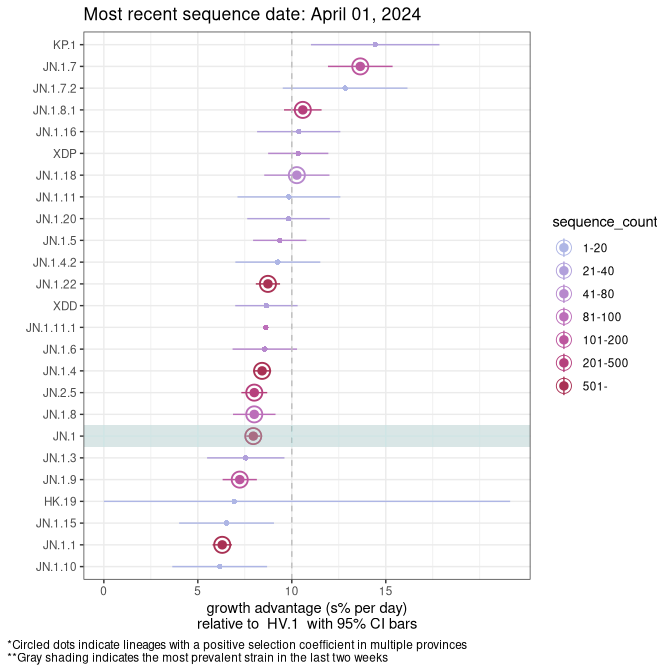 Most recent sequence date: April 01, 2024
KP.1
JN.1.7
JN.1.7.2
JN.1.8.1
JN.1.16
XDP
JN.1.18
JN.1.11
JN.1.20
JN.1.5
JN.1.4.2
JN.1.22
XDD
JN.1.11.1
JN.1.6
JN.1.4
JN.2.5
JN.1.8
JN.1
JN.1.3
JN.1.9
HK.19
JN.1.15
JN.1.1
JN.1.10
0 5 10 15
growth advantage (s% per day)
relative to HV.1 with 95% CI bars
sequence_count
1-20
21-40
41-80
81-100
101-200
201-500
501-
*Circled dots indicate lineages with a positive selection coefficient in multiple provinces
**Gray shading indicates the most prevalent strain in the last two weeks